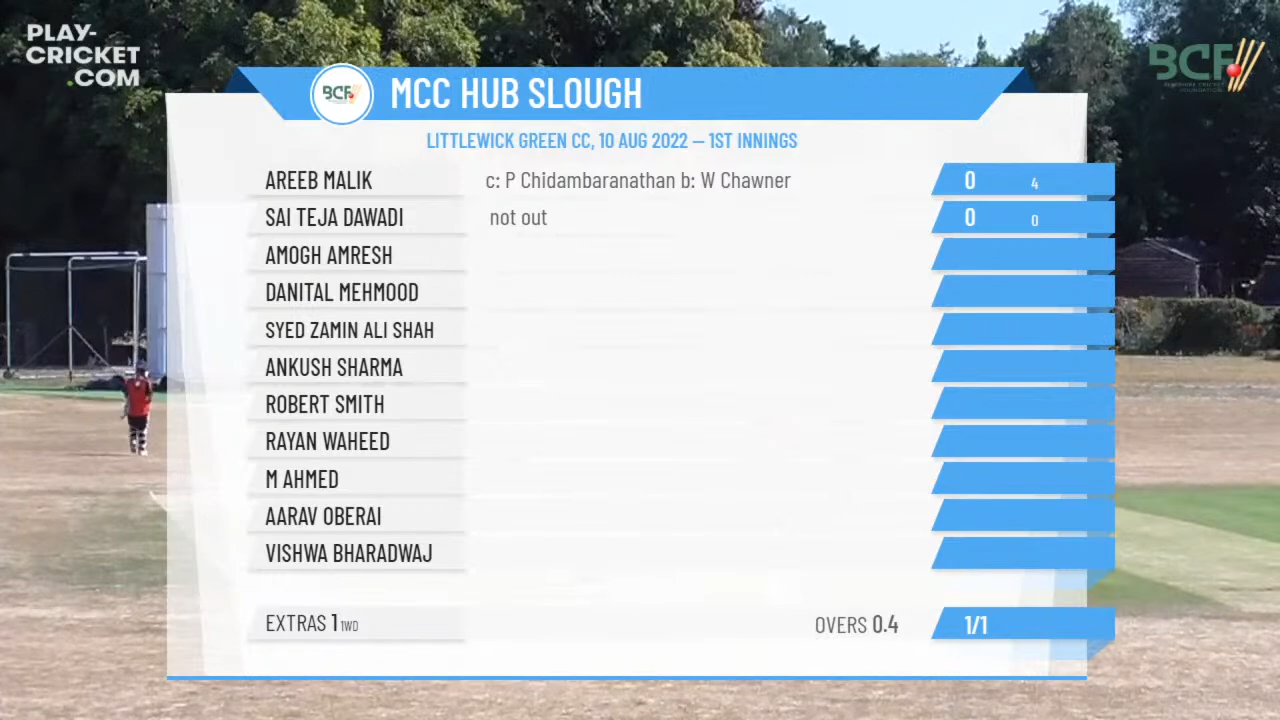 PLAY-
CRICKET
.COM
BCF
BCF
MCC HUB SLOUGH
LITTLEWICK GREEN CC, 10 AUG 2022 – 1ST INNINGS
AREEB MALIK c: P Chidambaranathan b: W Chawner 0 4
SAI TEJA DAWADI not out 0 0
AMOGH AMRESH
DANITAL MEHMOOD
SYED ZAMIN ALI SHAH
ANKUSH SHARMA
ROBERT SMITH
RAYAN WAHEED
M AHMED
AARAV OBERAI
VISHWA BHARADWAJ
EXTRAS 1 1WD OVERS 0.4 1/1